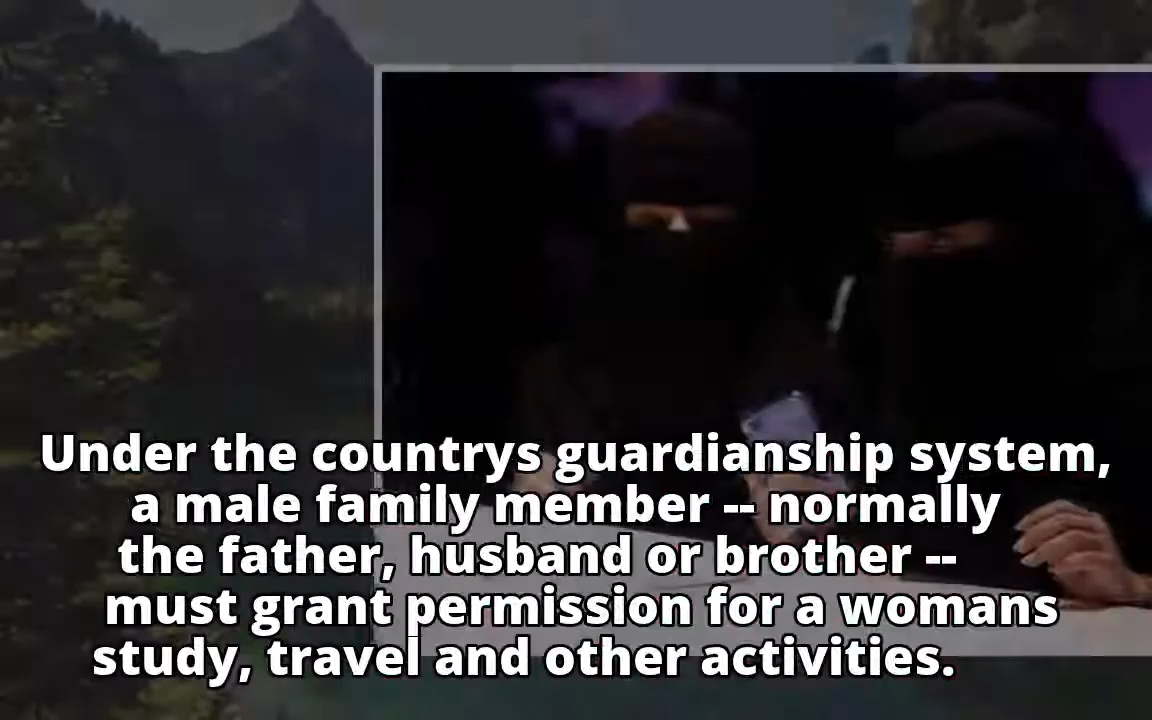 Under the countrys guardianship system,
a male family member -- normally
the father, husband or brother --
must grant permission for a womans
study, travel and other activities.